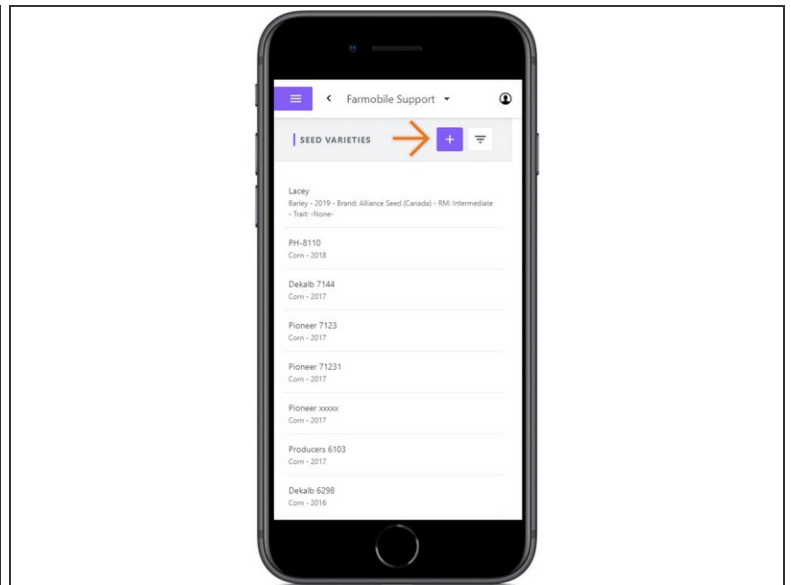 Farmobile Support
SEED VARIETIES
+
Lacey
Barley - 2019 - Brand: Alliance Seed (Canada) - RM: Intermediate
- Trait: -None-
PH-8110
Corn - 2018
Dekalb 7144
Corn - 2017
Pioneer 7123
Corn - 2017
Pioneer 71231
Corn - 2017
Pioneer xxxxx
Corn - 2017
Producers 6103
Corn - 2017
Dekalb 6298
Corn - 2016